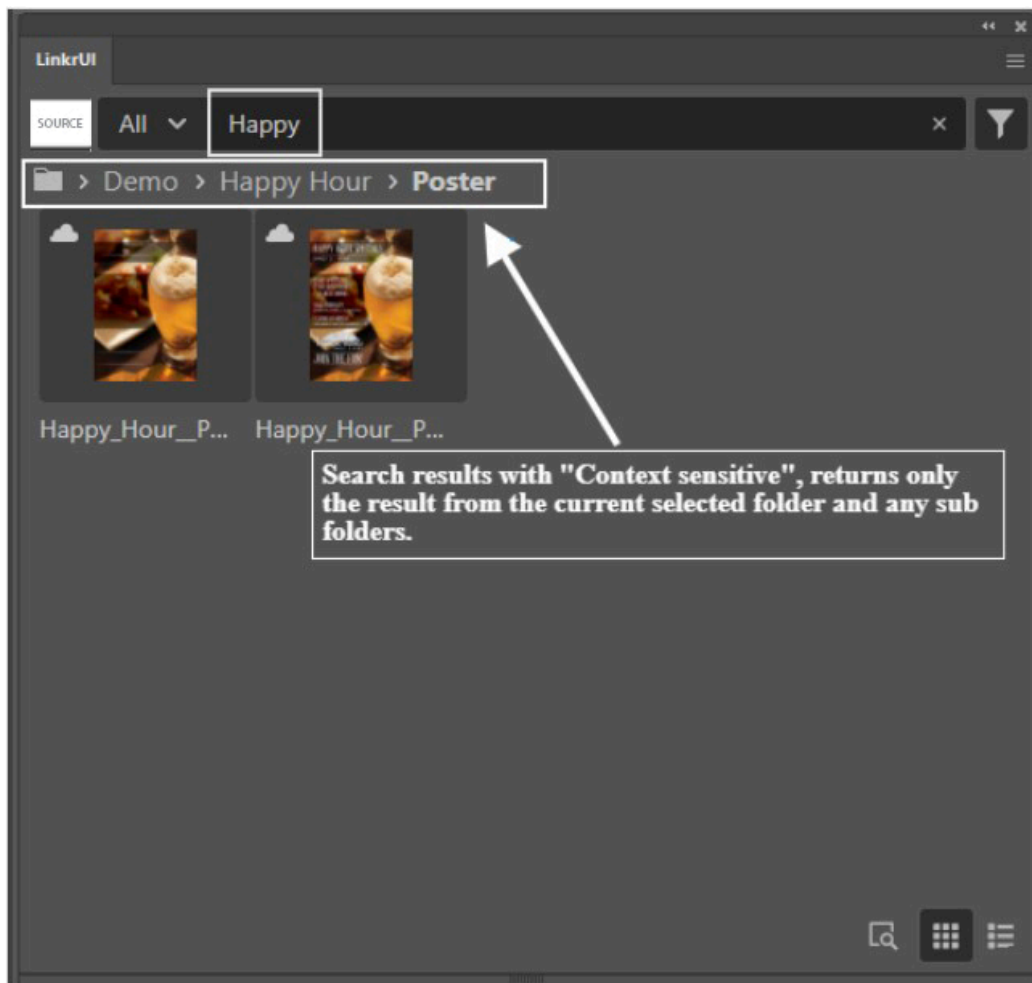 LinkrUI
SOURCE All Happy
> Demo > Happy Hour > Poster
Happy_Hour__P... Happy_Hour__P...
Search results with "Context sensitive", returns only
the result from the current selected folder and any sub
folders.